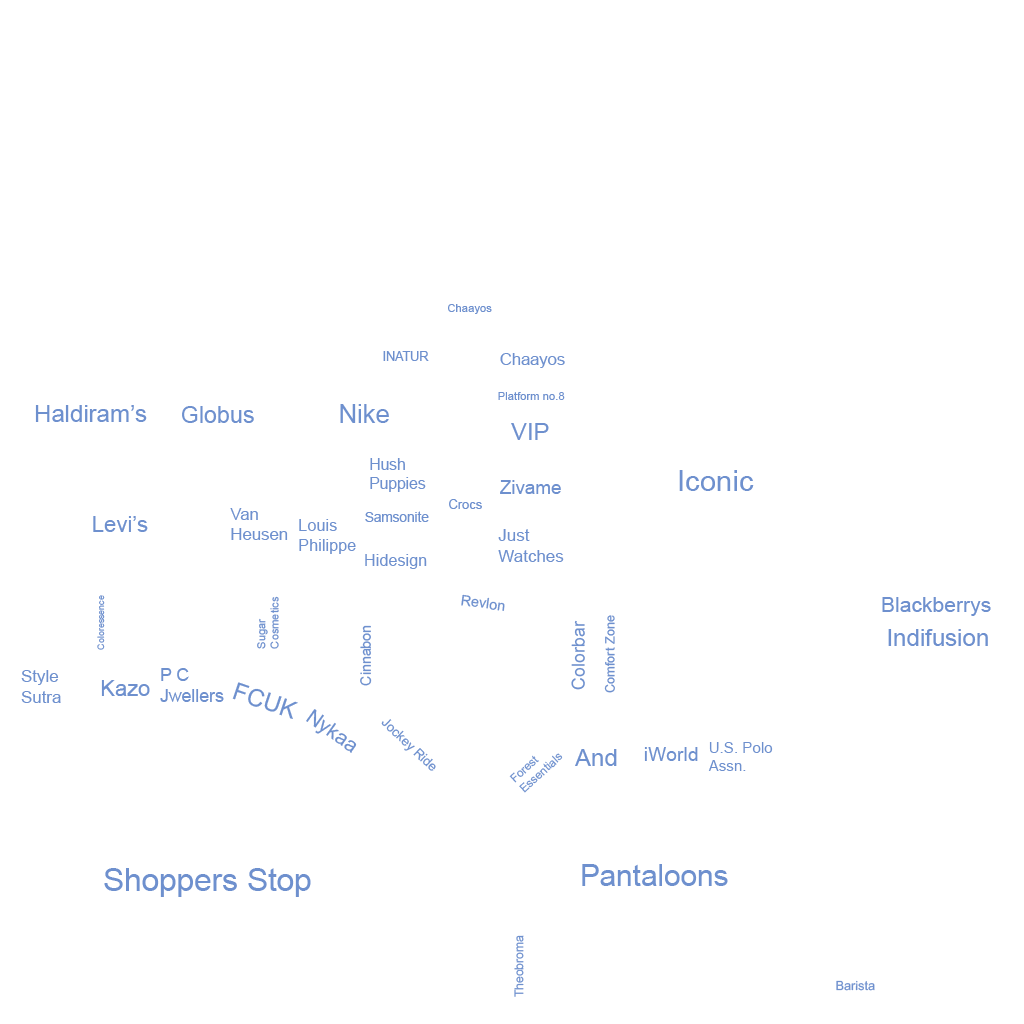 Chaayos
INATUR
Chaayos
Platform no.8
Haldiram’s
Globus
Nike
VIP
Hush
Puppies
Iconic
Zivame
Crocs
Samsonite
Levi’s
Van
Heusen
Louis
Philippe
Just
Watches
Hidesign
Revlon
Blackberrys
Indifusion
Coloressence
Sugar
Cosmetics
Cinnabon
Colorbar
Comfort Zone
Style
Sutra
Kazo
P C
Jwellers
FCUK
Nykaa
Jockey Ride
Forest
Essentials
And
iWorld
U.S. Polo
Assn.
Shoppers Stop
Pantaloons
Theobroma
Barista